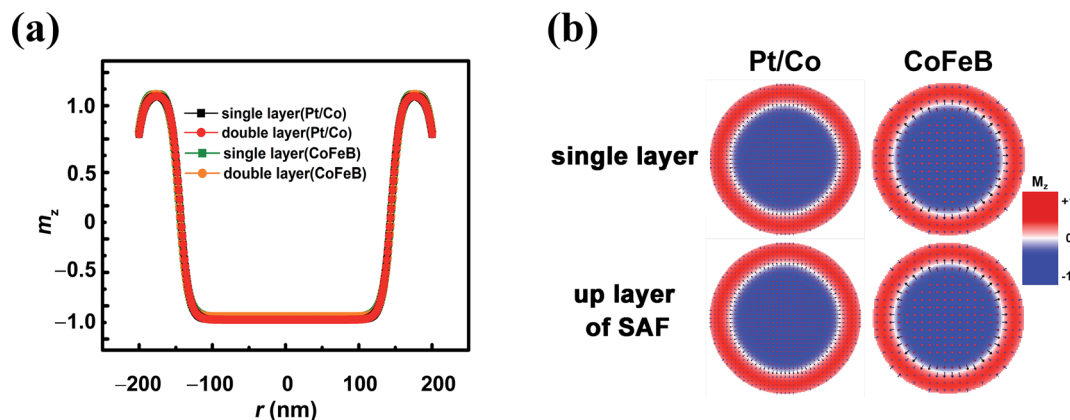 (a)
1.0
0.5
0
−0.5
−1.0
m_z
single layer(Pt/Co)
double layer(Pt/Co)
single layer(CoFeB)
double layer(CoFeB)
−200 −100 0 100 200
r (nm)
(b)
Pt/Co CoFeB
single layer
up layer
of SAF
M_z
+1
0
-1